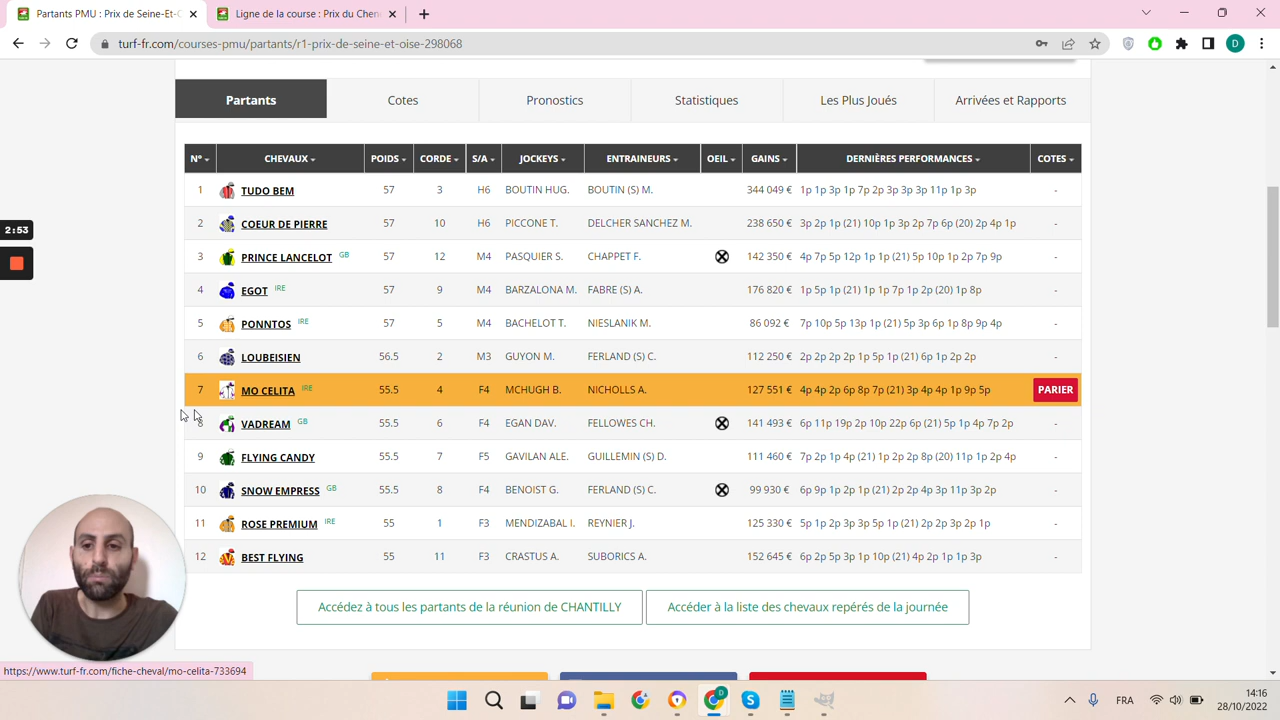 Partants PMU : Prix de Seine-Et-O
Ligne de la course : Prix du Chen
turf-fr.com/courses-pmu/partants/r1-prix-de-seine-et-oise-298068
D
Partants Cotes Pronostics Statistiques Les Plus Joués Arrivées et Rapports
N° CHEVAUX POIDS CORDE S/A JOCKEYS ENTRAINEURS OEIL GAINS DERNIÈRES PERFORMANCES COTES
1 TUDO BEM 57 3 H6 BOUTIN HUG. BOUTIN (S) M. 344 049 € 1p 1p 3p 1p 7p 2p 3p 3p 3p 11p 1p 3p -
2 COEUR DE PIERRE 57 10 H6 PICCONE T. DELCHER SANCHEZ M. 238 650 € 3p 2p 1p (21) 10p 1p 3p 2p 7p 6p (20) 2p 4p 1p -
3 PRINCE LANCELOT GB 57 12 M4 PASQUIER S. CHAPPET F. 142 350 € 4p 7p 5p 12p 1p 1p (21) 5p 10p 1p 2p 7p 9p -
4 EGOT IRE 57 9 M4 BARZALONA M. FABRE (S) A. 176 820 € 1p 5p 1p (21) 1p 1p 7p 1p 2p (20) 1p 8p -
5 PONNTOS IRE 57 5 M4 BACHELOT T. NIESLANIK M. 86 092 € 7p 10p 5p 13p 1p (21) 5p 3p 6p 1p 8p 9p 4p -
6 LOUBEISIEN 56.5 2 M3 GUYON M. FERLAND (S) C. 112 250 € 2p 2p 2p 2p 1p 5p 1p (21) 6p 1p 2p 2p -
7 MO CELITA IRE 55.5 4 F4 MCHUGH B. NICHOLLS A. 127 551 € 4p 4p 2p 6p 8p 7p (21) 3p 4p 4p 1p 9p 5p PARIER
8 VADREAM GB 55.5 6 F4 EGAN DAV. FELLOWES CH. 141 493 € 6p 11p 19p 2p 10p 22p 6p (21) 5p 1p 4p 7p 2p -
9 FLYING CANDY 55.5 7 F5 GAVILAN ALE. GUILLEMIN (S) D. 111 460 € 7p 2p 1p 4p (21) 1p 2p 2p 8p (20) 11p 1p 2p 4p -
10 SNOW EMPRESS GB 55.5 8 F4 BENOIST G. FERLAND (S) C. 99 930 € 6p 9p 1p 2p 1p (21) 2p 2p 4p 3p 11p 3p 2p -
11 ROSE PREMIUM IRE 55 1 F3 MENDIZABAL I. REYNIER J. 125 330 € 5p 1p 2p 3p 3p 5p 1p (21) 2p 2p 3p 2p 1p -
12 BEST FLYING 55 11 F3 CRASTUS A. SUBORICS A. 152 645 € 6p 2p 5p 3p 1p 10p (21) 4p 2p 1p 1p 3p -
2:53
Accédez à tous les partants de la réunion de CHANTILLY
Accéder à la liste des chevaux repérés de la journée
https://www.turf-fr.com/fiche-cheval/mo-celita-733694
FRA
14:16
28/10/2022